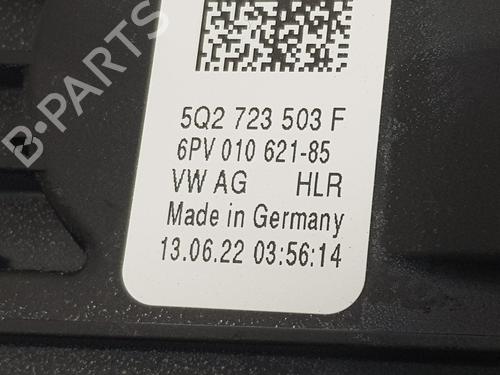 B-PARTS
5Q2 723 503 F
6PV 010 621-85
VW AG HLR
Made in Germany
13.06.22 03:56:14